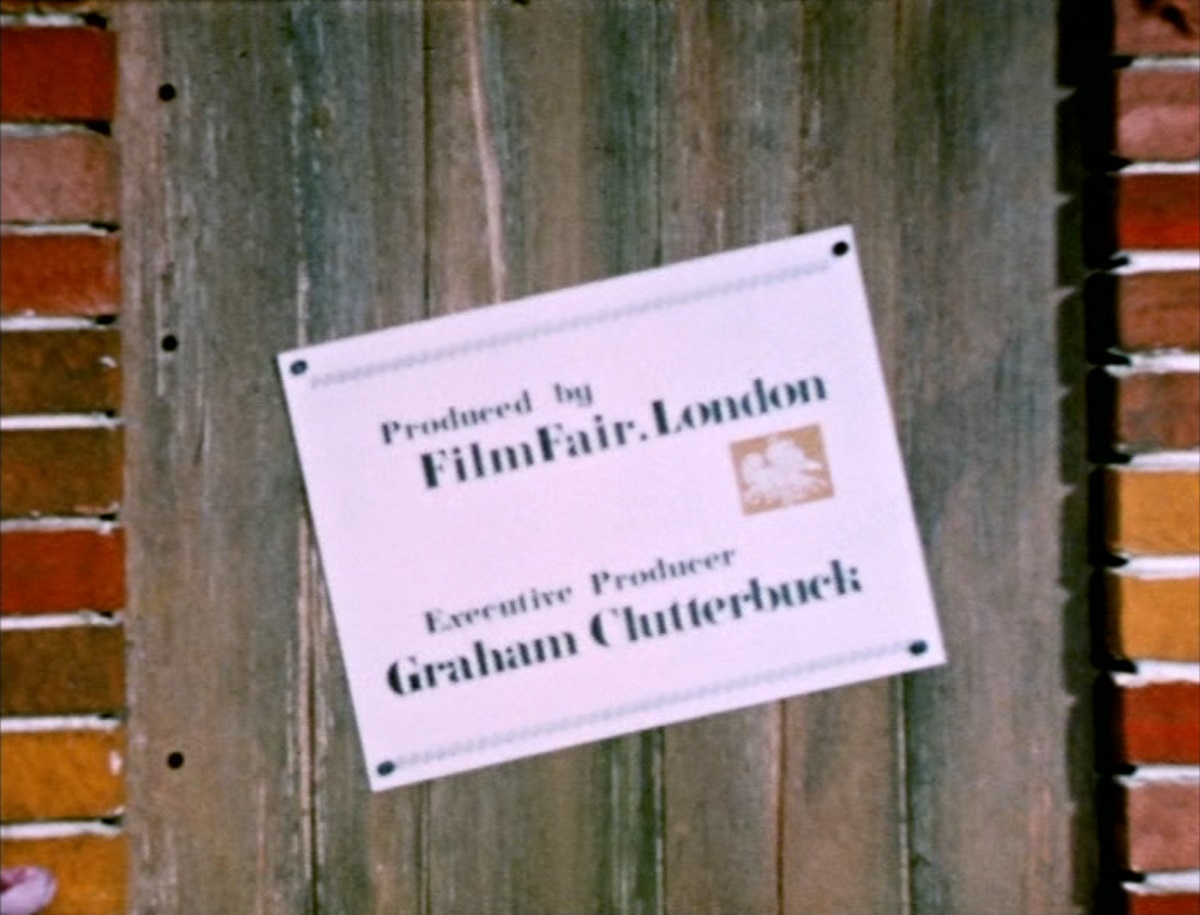 Produced by
FilmFair.London
Executive Producer
Graham Clutterbuck